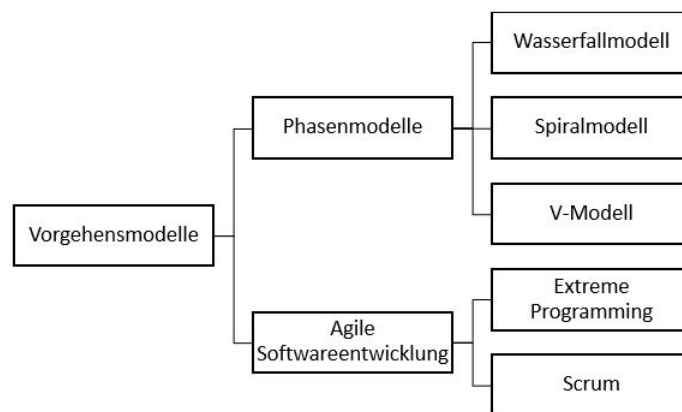 Wasserfallmodell
Phasenmodelle
Spiralmodell
V-Modell
Vorgehensmodelle
Extreme
Programming
Agile
Softwareentwicklung
Scrum